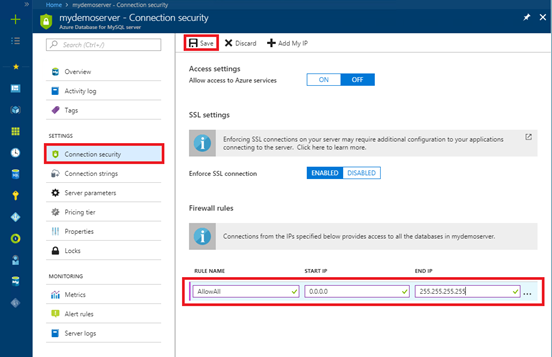 Home > mydemoserver - Connection security
mydemoserver - Connection security
Azure Database for MySQL server
Search (Ctrl+/)
Overview
Activity log
Tags
SETTINGS
Connection security
Connection strings
Server parameters
Pricing tier
Properties
Locks
MONITORING
Metrics
Alert rules
Server logs
Save Discard Add My IP
Access settings
Allow access to Azure services ON OFF
SSL settings
Enforcing SSL connections on your server may require additional configuration to your applications
connecting to the server. Click here to learn more.
Enforce SSL connection ENABLED DISABLED
Firewall rules
Connections from the IPs specified below provides access to all the databases in mydemoserver.
RULE NAME START IP END IP
AllowAll 0.0.0.0 255.255.255.255 ...